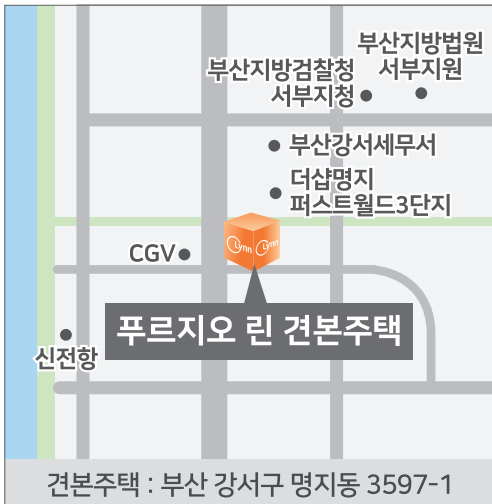 부산지방법원
서부지원
부산지방검찰청
서부지청
부산강서세무서
더샵명지
퍼스트월드3단지
Lynn Lynn
CGV
푸르지오 린 견본주택
신전항
견본주택 : 부산 강서구 명지동 3597-1